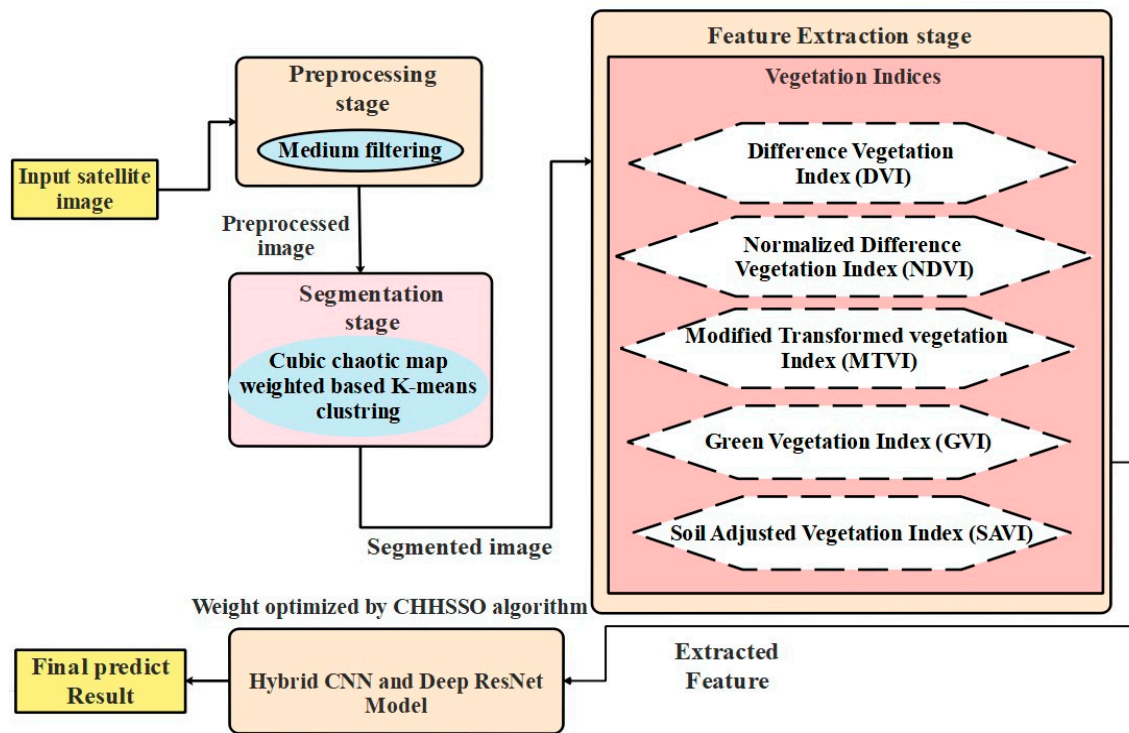 Input satellite
image
Preprocessing
stage
Medium filtering
Preprocessed
image
Segmentation
stage
Cubic chaotic map
weighted based K-means
clustring
Segmented image
Feature Extraction stage
Vegetation Indices
Difference Vegetation
Index (DVI)
Normalized Difference
Vegetation Index (NDVI)
Modified Transformed vegetation
Index (MTVI)
Green Vegetation Index (GVI)
Soil Adjusted Vegetation Index (SAVI)
Extracted
Feature
Weight optimized by CHHSSO algorithm
Hybrid CNN and Deep ResNet
Model
Final predict
Result